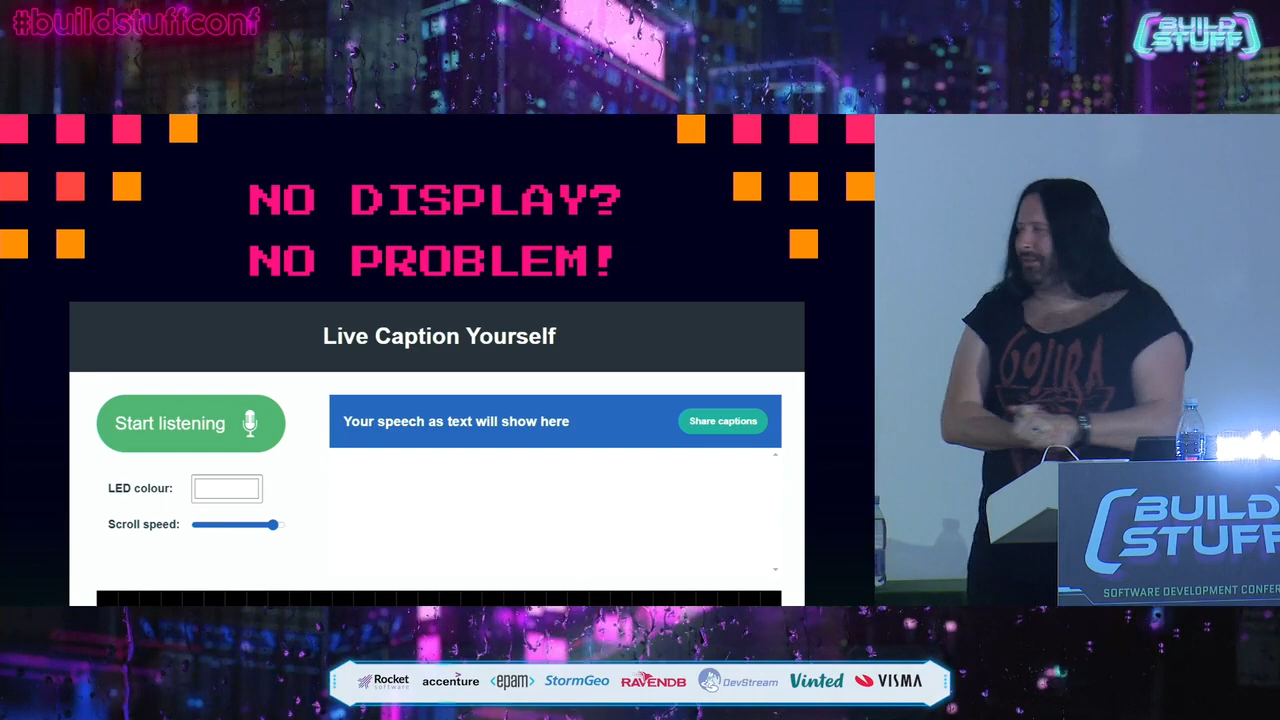 #buildstuffconf
BUILD
STUFF
NO DISPLAY?
NO PROBLEM!
Live Caption Yourself
Start listening
Your speech as text will show here
Share captions
LED colour:
Scroll speed:
GOJIRA
BUILD
STUFF
SOFTWARE DEVELOPMENT CONFER
Rocket
software
accenture
<epam>
StormGeo
RAVENDB
DevStream
Vinted
VISMA